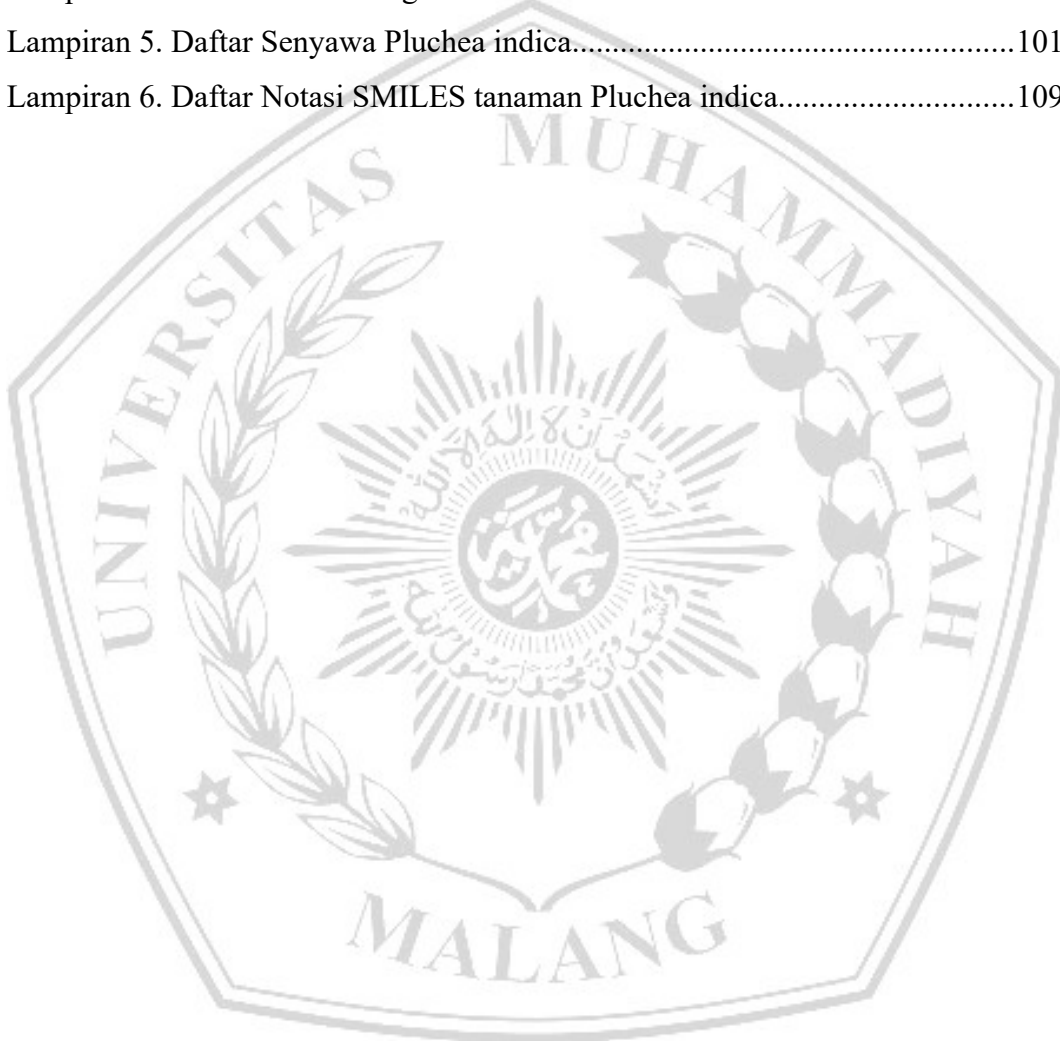 Lampiran 5. Daftar Senyawa Pluchea indica.......................................................101
Lampiran 6. Daftar Notasi SMILES tanaman Pluchea indica.............................109
UNIVERSITAS MUHAMMADIYAH
MALANG